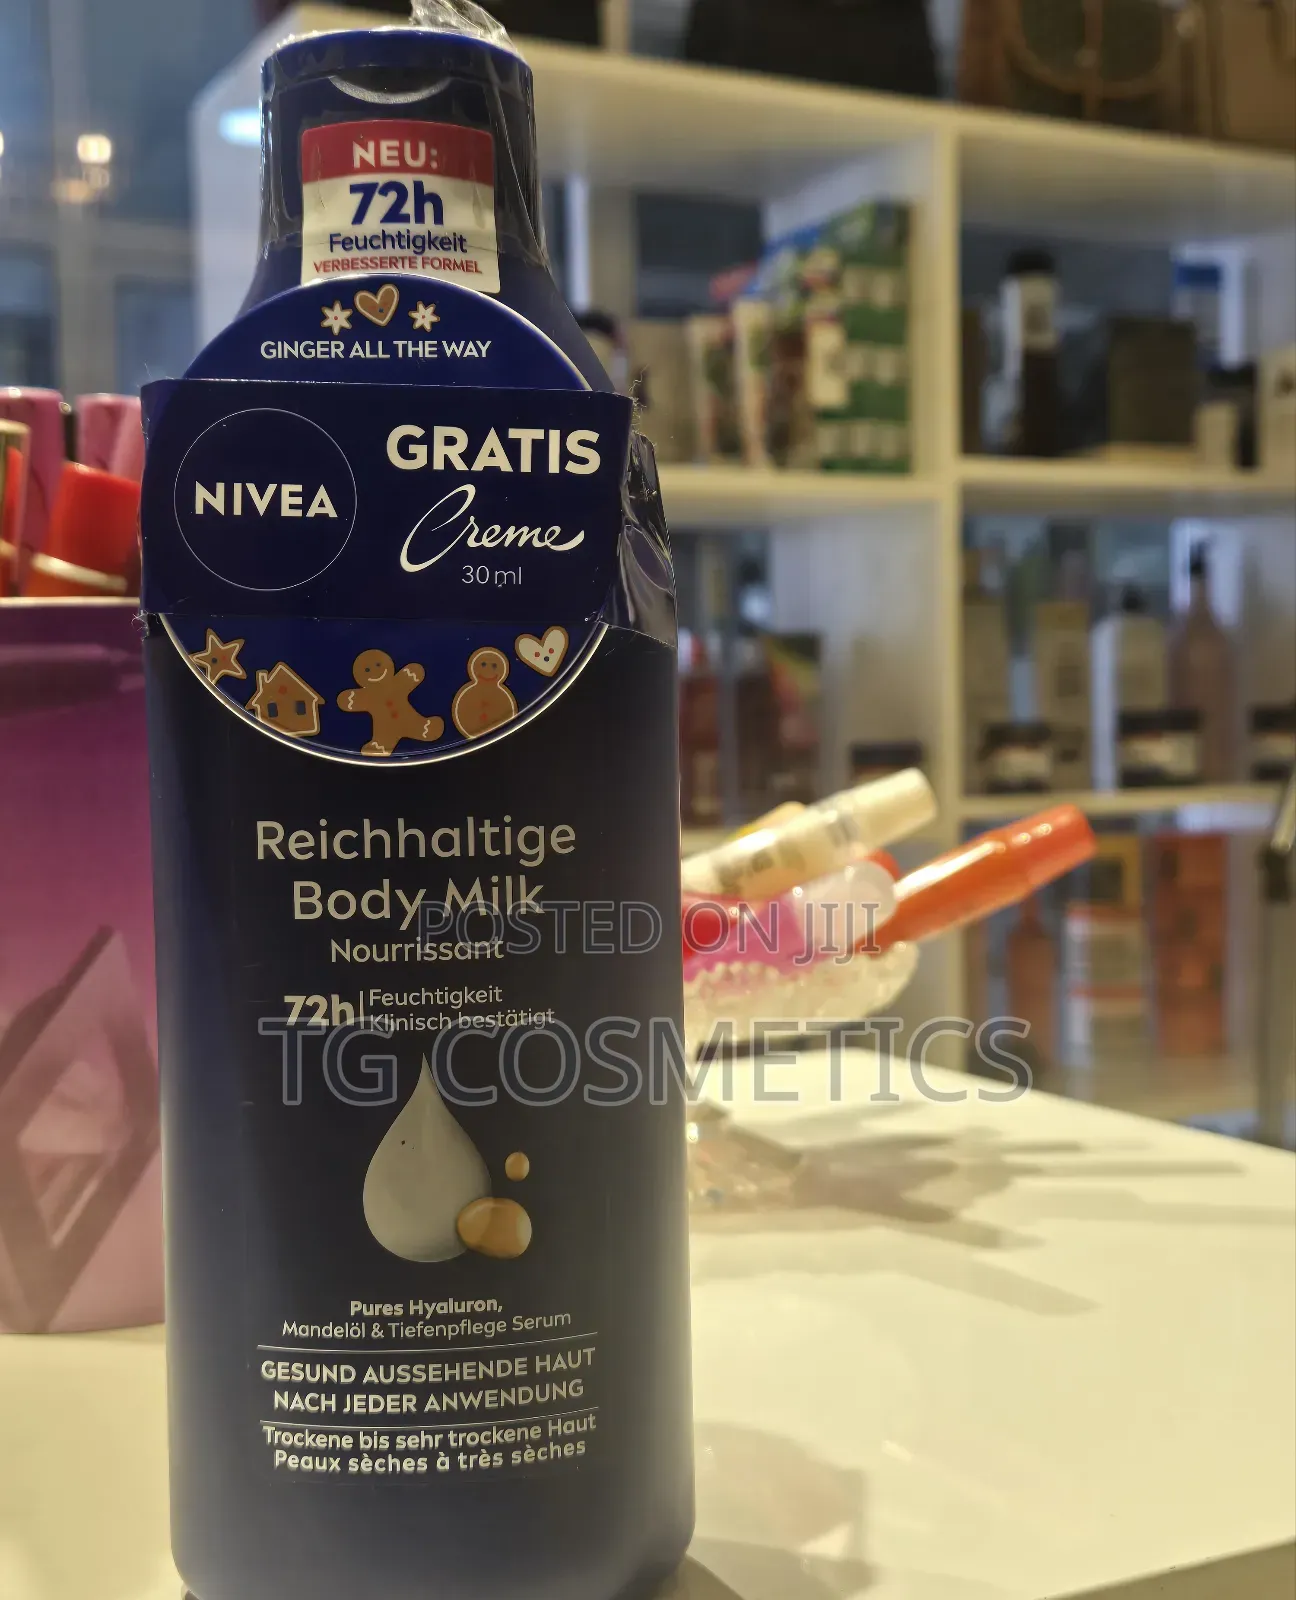 NEU:
72h
Feuchtigkeit
VERBESSERTE FORMEL
GINGER ALL THE WAY
NIVEA
GRATIS
Creme
30ml
Reichhaltige
Body Milk
Nourrissant
POSTED ON JIJI
72h
Feuchtigkeit
Klinisch bestätigt
TG COSMETICS
Pures Hyaluron,
Mandelöl & Tiefenpflege Serum
GESUND AUSSEHENDE HAUT
NACH JEDER ANWENDUNG
Trockene bis sehr trockene Haut
Peaux sèches à très sèches